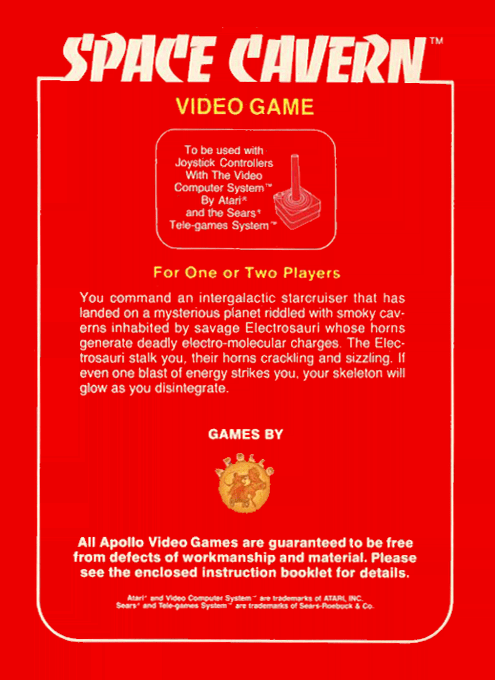 SPACE CAVERN™
VIDEO GAME
To be used with
Joystick Controllers
With The Video
Computer System™
By Atari®
and the Sears®
Tele-games System™
For One or Two Players
You command an intergalactic starcruiser that has
landed on a mysterious planet riddled with smoky cav-
erns inhabited by savage Electrosauri whose horns
generate deadly electro-molecular charges. The Elec-
trosauri stalk you, their horns crackling and sizzling. If
even one blast of energy strikes you, your skeleton will
glow as you disintegrate.
GAMES BY
APOLLO
All Apollo Video Games are guaranteed to be free
from defects of workmanship and material. Please
see the enclosed instruction booklet for details.
Atari® and Video Computer System™ are trademarks of ATARI, INC.
Sears® and Tele-games System™ are trademarks of Sears-Roebuck & Co.